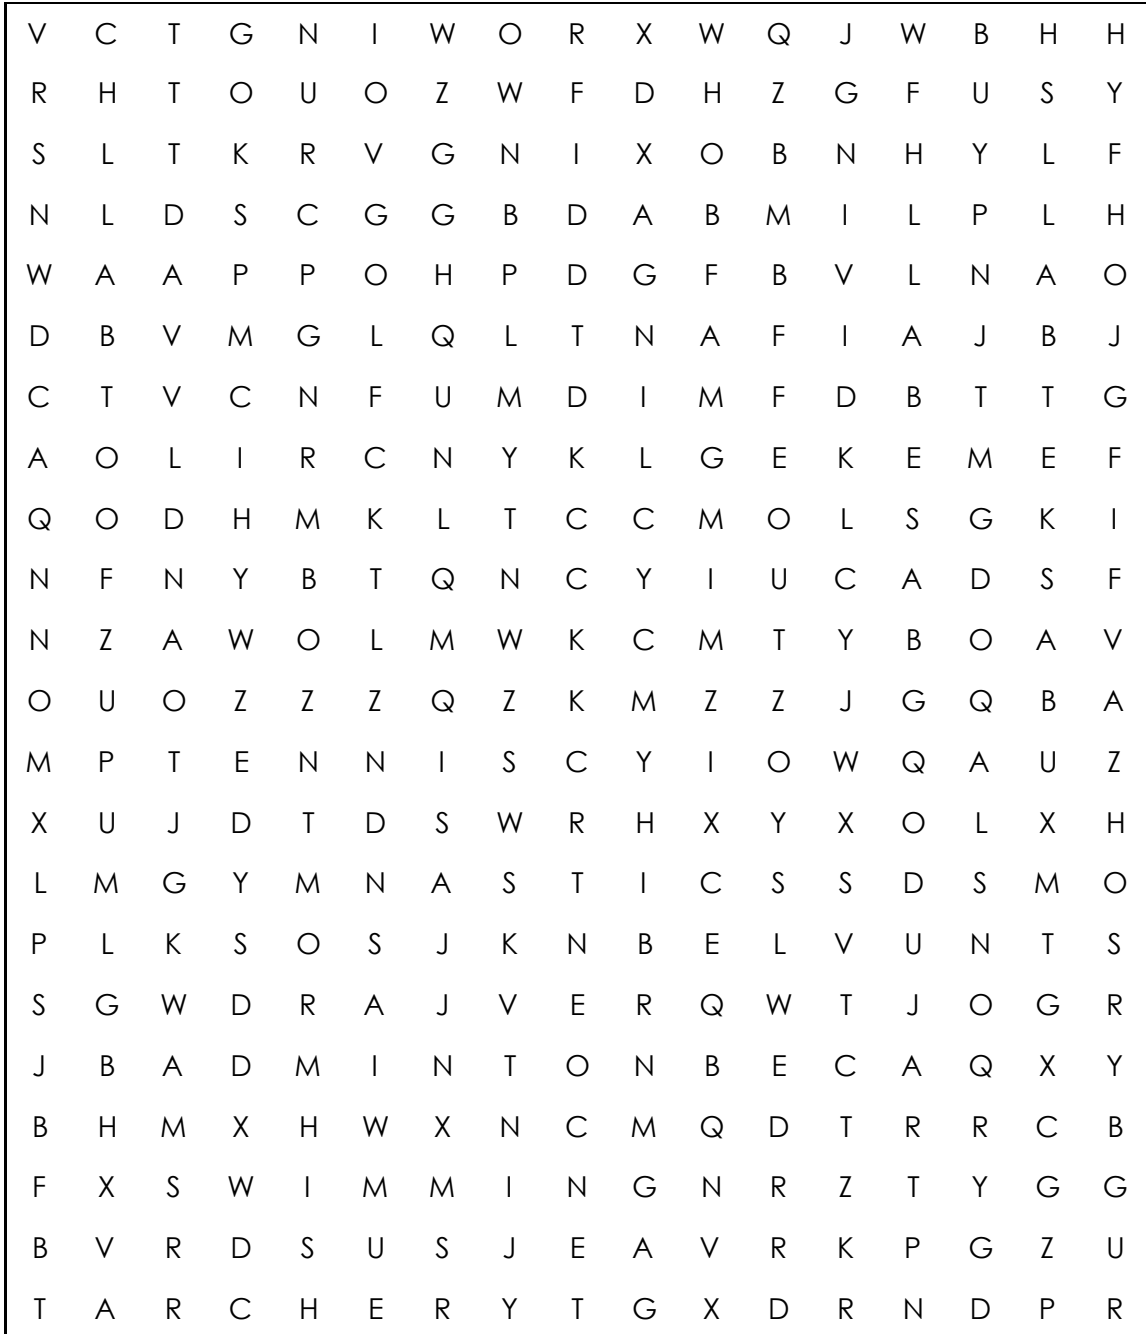 V C T G N I W O R X W Q J W B H H
R H T O U O Z W F D H Z G F U S Y
S L T K R V G N I X O B N H Y L F
N L D S C G G B D A B M I L P L H
W A A P P O H P D G F B V L N A O
D B V M G L Q L T N A F I A J B J
C T V C N F U M D I M F D B T T G
A O L I R C N Y K L G E K E M E F
Q O D H M K L T C C M O L S G K I
N F N Y B T Q N C Y I U C A D S F
N Z A W O L M W K C M T Y B O A V
O U O Z Z Z Q Z K M Z Z J G Q B A
M P T E N N I S C Y I O W Q A U Z
X U J D T D S W R H X Y X O L X H
L M G Y M N A S T I C S S D S M O
P L K S O S J K N B E L V U N T S
S G W D R A J V E R Q W T J O G R
J B A D M I N T O N B E C A Q X Y
B H M X H W X N C M Q D T R R C B
F X S W I M M I N G N R Z T Y G G
B V R D S U S J E A V R K P G Z U
T A R C H E R Y T G X D R N D P R